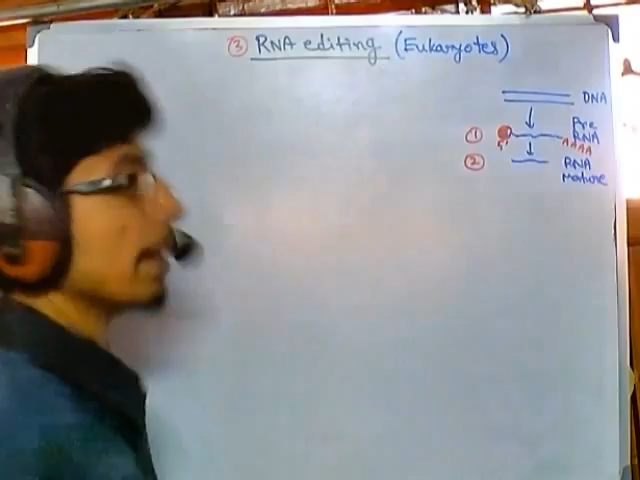 ③ RNA editing (Eukaryotes)
DNA
① 5' Pre RNA
AAAA
② RNA
Mature